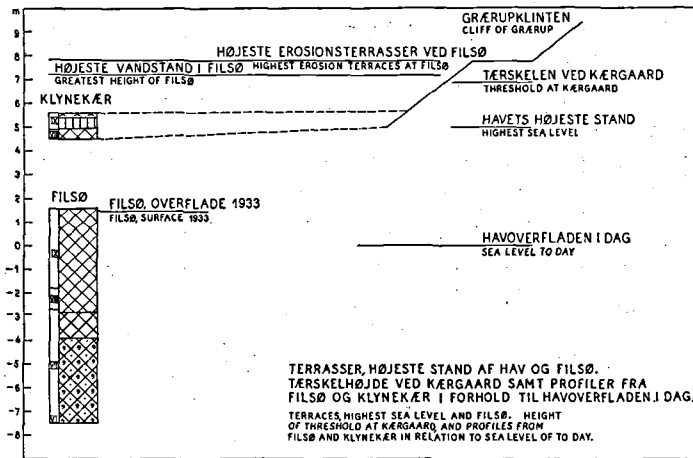 m
9
8
7
6
5
4
3
2
1
0
-1
-2
-3
-4
-5
-6
-7
-8
GRÆRUPKLINTEN
CLIFF OF GRÆRUP
HØJESTE EROSIONSTERRASSER VED FILSØ
HØJESTE VANDSTAND I FILSØ HIGHEST EROSION TERACES AT FILSØ
GREATEST HEIGHT OF FILSØ
TÆRSKELEN VED KÆRGAARD
THRESHOLD AT KÆRGAARD
KLYNEKÆR
HAVETS HØJESTE STAND
HIGHEST SEA LEVEL
FILSØ
FILSØ, OVERFLADE 1933
FILSØ, SURFACE 1933
HAVOVERFLADEN I DAG
SEA LEVEL TO DAY
TERRASSER, HØJESTE STAND AF HAV OG FILSØ.
TÆRSKELHØJDE VED KÆRGAARD SAMT PROFILER FRA
FILSØ OG KLYNEKÆR I FORHOLD TIL HAVOVERFLADEN I DAG.
TERRACES, HIGHEST SEA LEVEL AND FILSØ. HEIGHT
OF THRESHOLD AT KÆRGAARD, AND PROFILES FROM
FILSØ AND KLYNEKÆR IN RELATION TO SEA LEVEL OF TO DAY.